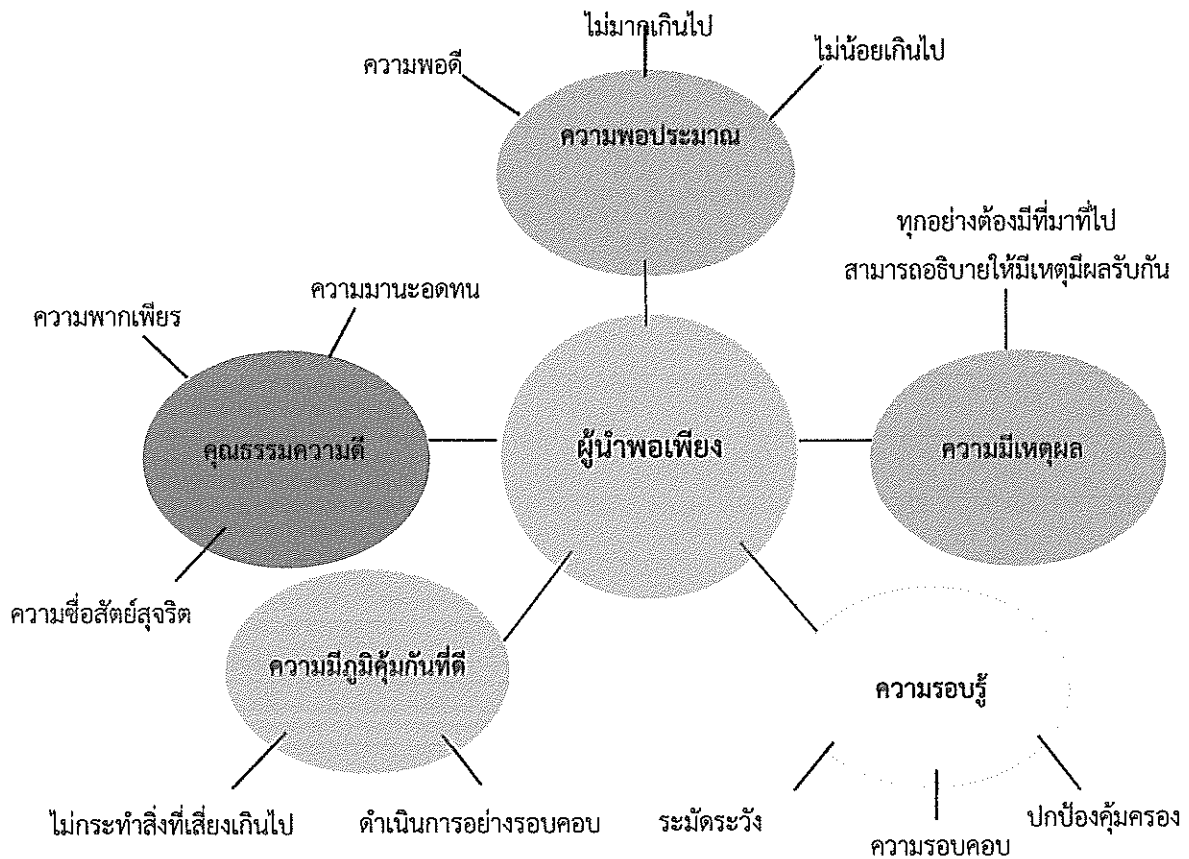 ไม่มากเกินไป
ไม่น้อยเกินไป
ความพอดี
ความพอประมาณ
ทุกอย่างต้องมีที่มาที่ไป
สามารถอธิบายให้มีเหตุมีผลรับกัน
ความมานะอดทน
ความพากเพียร
คุณธรรมความดี
ผู้นำพอเพียง
ความมีเหตุผล
ความซื่อสัตย์สุจริต
ความมีภูมิคุ้มกันที่ดี
ความรอบรู้
ไม่กระทำสิ่งที่เสี่ยงเกินไป
ดำเนินการอย่างรอบคอบ
ระมัดระวัง
ปกป้องคุ้มครอง
ความรอบคอบ